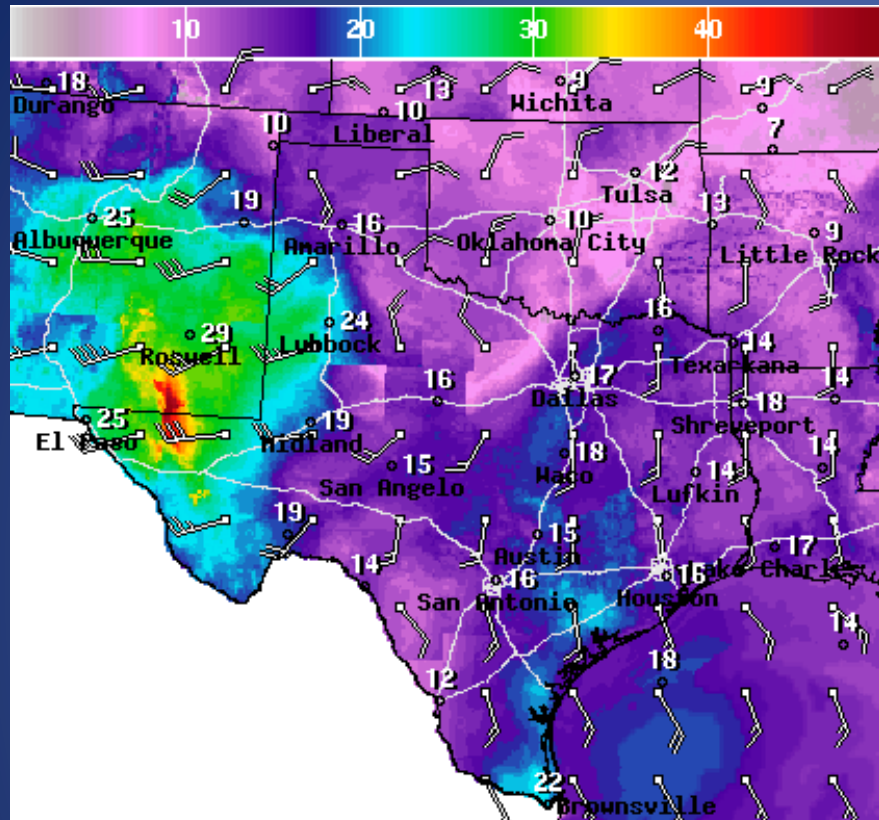 10 20 30 40
18 13 9 9
Durango Wichita
10 10 7
Liberal
12
Tulsa
25 19 16 10 13 9
Albuquerque Amarillo Oklahoma City Little Rock
29 24 16 14
Roswell Lubbock Texarkana
17
16 Dallas 18 14
25 19 Shreveport
El Paso Midland
15 18 14 14
San Angelo Waco Lufkin
19 15 17
Austin Lake Charles
14 16 16
San Antonio Houston
14
18
12
22
Brownsville